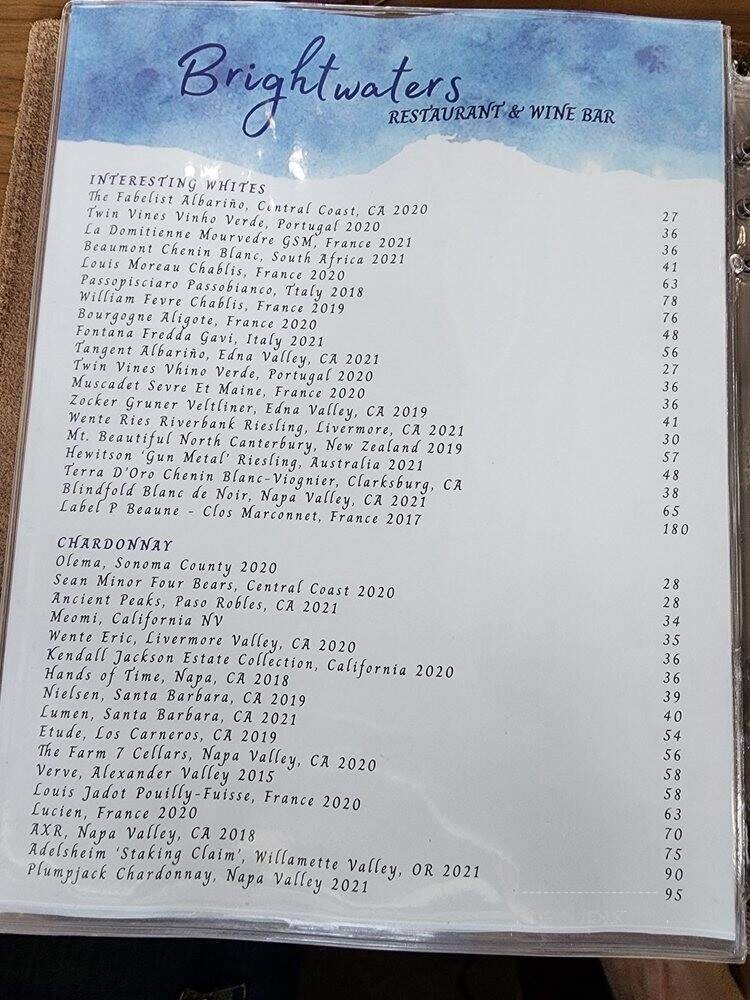 Brightwaters
RESTAURANT & WINE BAR
INTERESTING WHITES
The Fabelist Albariño, Central Coast, CA 2020 27
Twin Vines Vinho Verde, Portugal 2020 36
La Domitienne Mourvedre GSM, France 2021 36
Beaumont Chenin Blanc, South Africa 2021 41
Louis Moreau Chablis, France 2020 63
Passopisciaro Passobianco, Ttaly 2018 78
William Fevre Chablis, France 2019 76
Bourgogne Aligote, France 2020 48
Fontana Fredda Gavi, Italy 2021 56
Tangent Albariño, Edna Valley, CA 2021 27
Twin Vines Vhino Verde, Portugal 2020 36
Muscadet Sevre Et Maine, France 2020 36
Zocker Gruner Veltliner, Edna Valley, CA 2019 41
Wente Ries Riverbank Riesling, Livermore, CA 2021 30
Mt. Beautiful North Canterbury, New Zealand 2019 57
Hewitson ‘Gun Metal’ Riesling, Australia 2021 48
Terra D’Oro Chenin Blanc-Viognier, Clarksburg, CA 38
Blindfold Blanc de Noir, Napa Valley, CA 2021 65
Label P Beaune - Clos Marconnet, France 2017 180
CHARDONNAY
Olema, Sonoma County 2020 28
Sean Minor Four Bears, Central Coast 2020 28
Ancient Peaks, Paso Robles, CA 2021 34
Meomi, California NV 35
Wente Eric, Livermore Valley, CA 2020 36
Kendall Jackson Estate Collection, California 2020 36
Hands of Time, Napa, CA 2018 39
Nielsen, Santa Barbara, CA 2019 40
Lumen, Santa Barbara, CA 2021 54
Etude, Los Carneros, CA 2019 56
The Farm 7 Cellars, Napa Valley, CA 2020 58
Verve, Alexander Valley 2015 58
Louis Jadot Pouilly-Fuisse, France 2020 63
Lucien, France 2020 70
AXR, Napa Valley, CA 2018 75
Adelsheim ‘Staking Claim’, Willamette Valley, OR 2021 90
Plumpjack Chardonnay, Napa Valley 2021 95